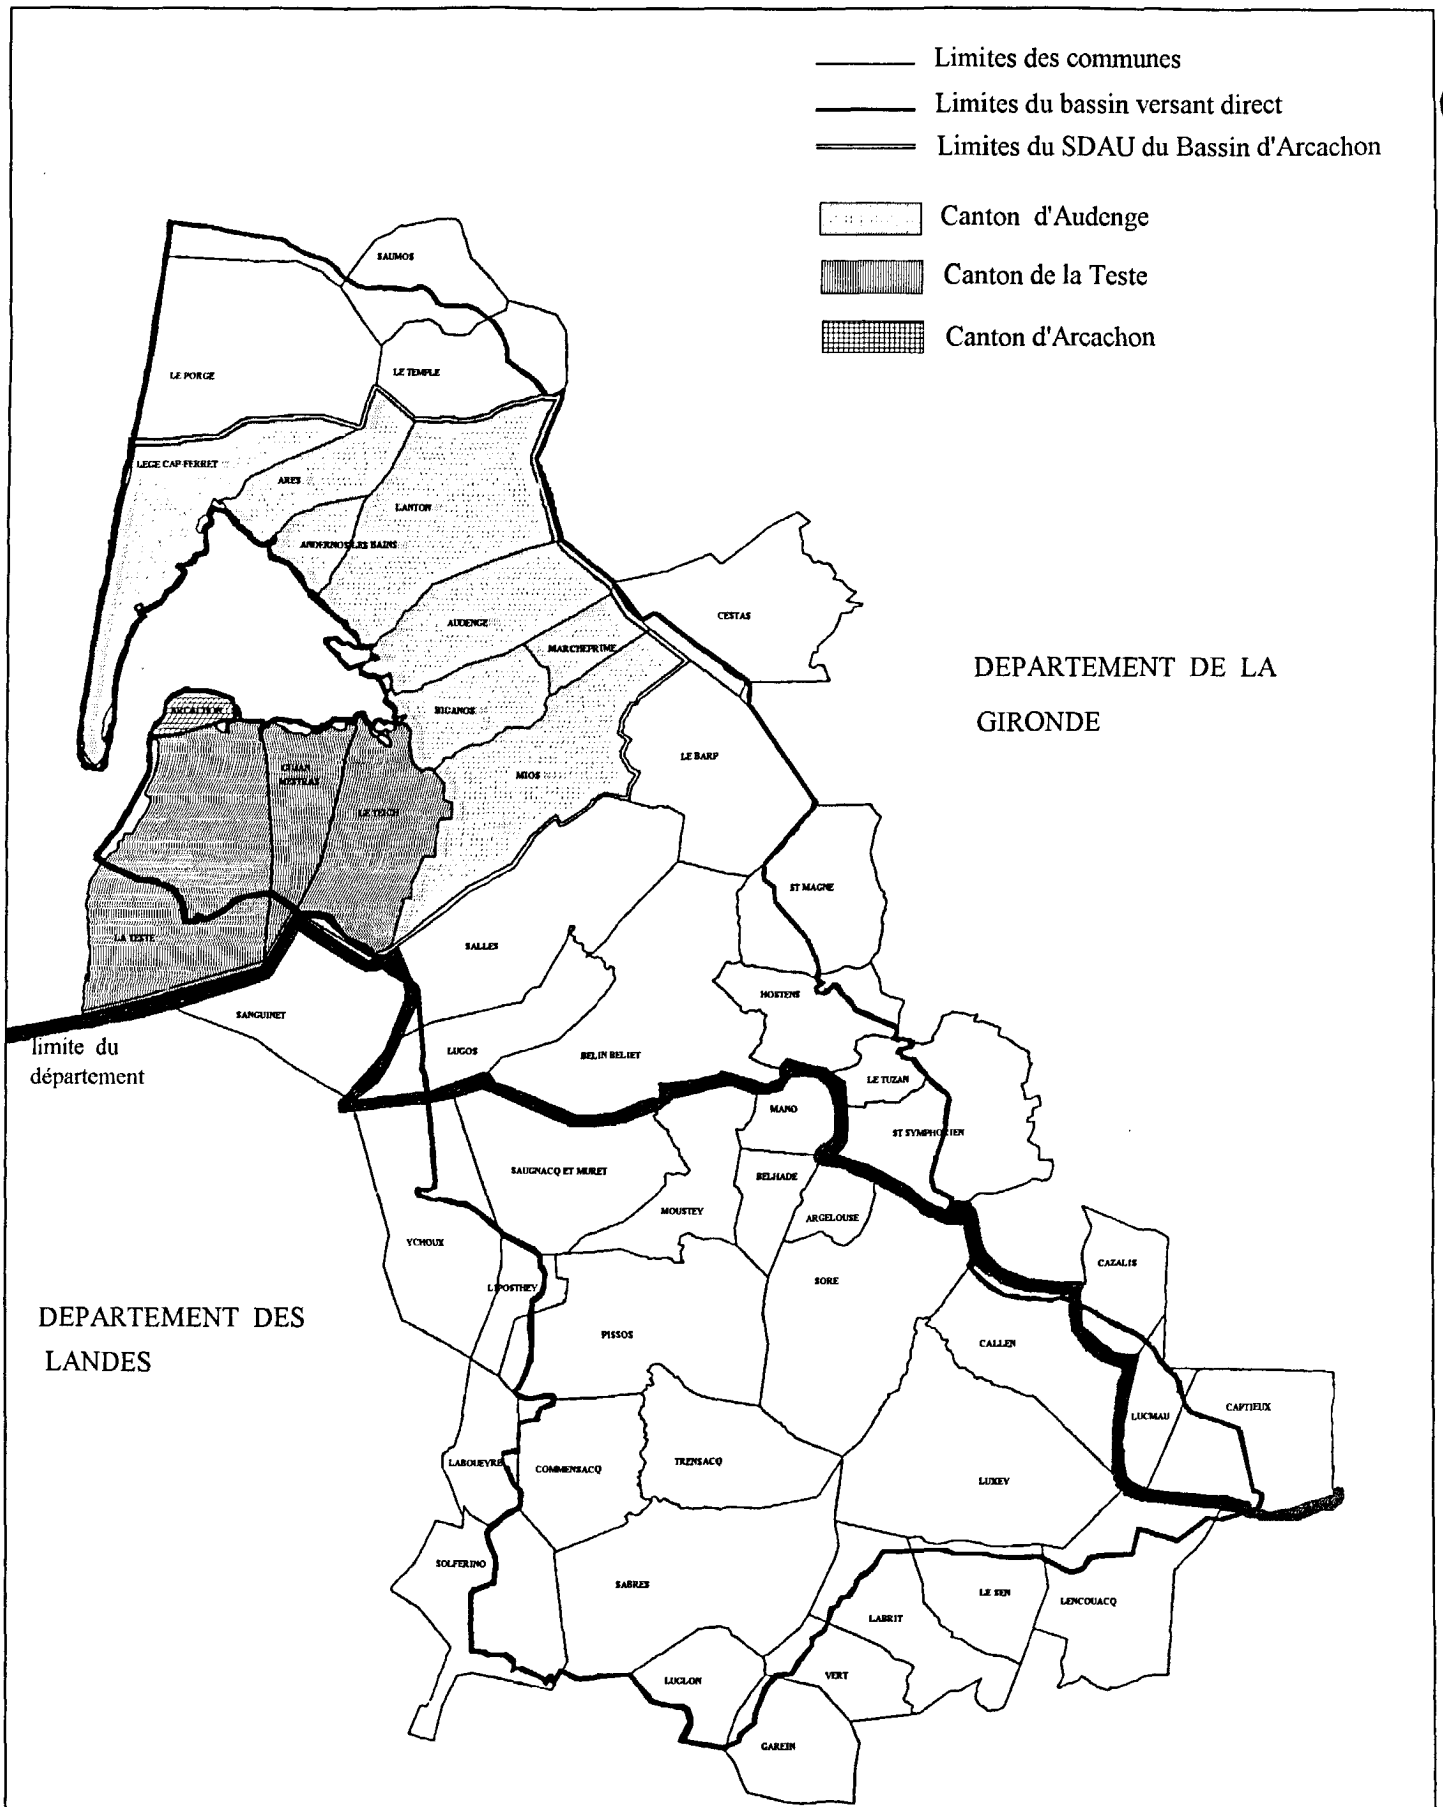 Limites des communes
Limites du bassin versant direct
Limites du SDAU du Bassin d'Arcachon
Canton d'Audenge
Canton de la Teste
Canton d'Arcachon
SAUMOS
LE PORGE
LE TEMPLE
LEGE CAP FERRET
ARES
LANTON
ANDERNOS LES BAINS
CESTAS
AUDENGE
MARCHEPRIME
DEPARTEMENT DE LA
GIRONDE
BIGANOS
ARCACHON
LE BARP
GUJAN
MESTRAS
MIOS
LE TEICH
ST MAGNE
LA TESTE
SALLES
HOSTENS
SANGUINET
limite du
département
LUGOS
BELIN BELIET
LE TUZAN
MANO
ST SYMPHORIEN
SAUGNACQ ET MURET
BELHADE
MOUSTEY
ARGELOUSE
YCHOUX
CAZALIS
SORE
LIPOSTHEY
DEPARTEMENT DES
LANDES
PISSOS
CALLEN
CAPTIEUX
LUCMAU
LABOUEYRE
COMMENSACQ
TRENSACQ
LUXEY
SOLFERINO
SABRES
LE SEN
LENCOUACQ
LABRIT
VERT
LUGLON
GAREIN